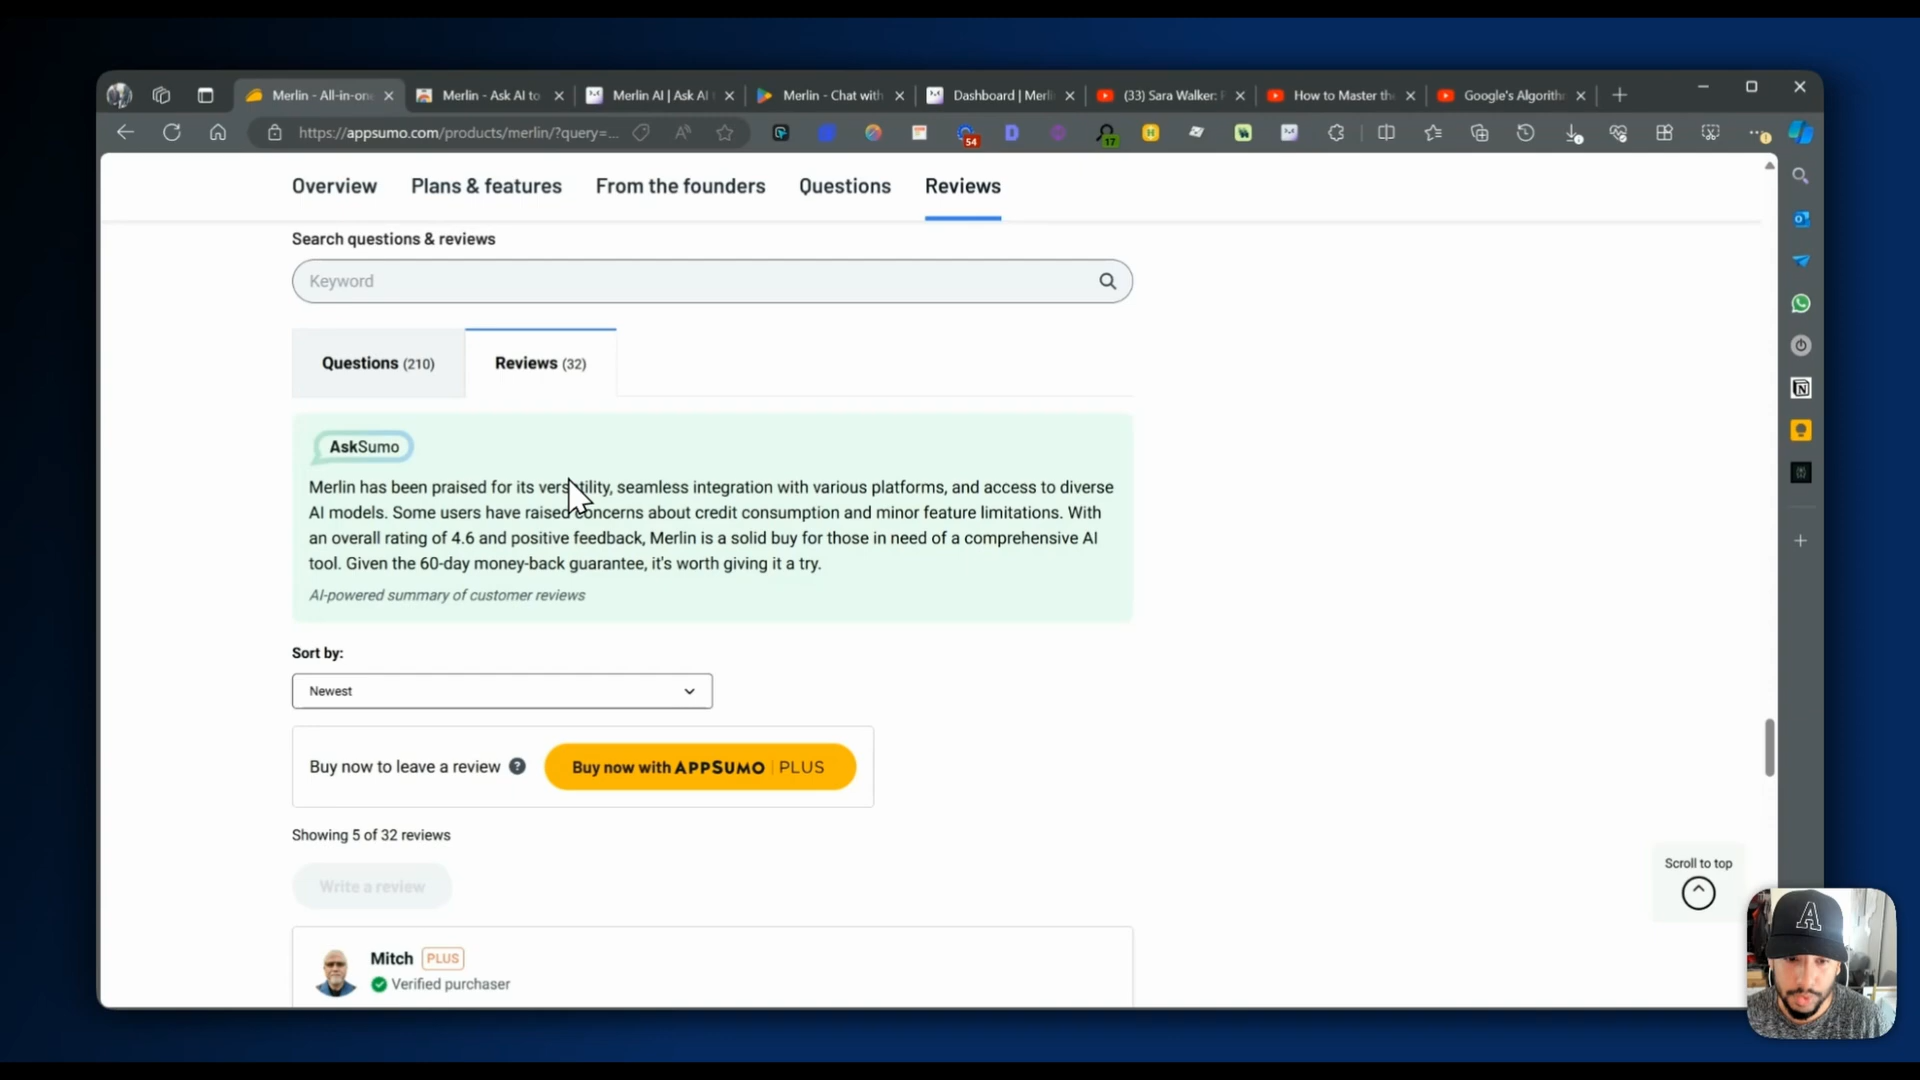 Merlin - All-in-one
Merlin - Ask AI to
Merlin AI | Ask AI
Merlin - Chat with
Dashboard | Merli
(33) Sara Walker:
How to Master the
Google's Algorith
https://appsumo.com/products/merlin/?query=...
54
17
Overview
Plans & features
From the founders
Questions
Reviews
Search questions & reviews
Keyword
Questions (210)
Reviews (32)
AskSumo
Merlin has been praised for its versatility, seamless integration with various platforms, and access to diverse
AI models. Some users have raised concerns about credit consumption and minor feature limitations. With
an overall rating of 4.6 and positive feedback, Merlin is a solid buy for those in need of a comprehensive AI
tool. Given the 60-day money-back guarantee, it's worth giving it a try.
AI-powered summary of customer reviews
Sort by:
Newest
Buy now to leave a review
Buy now with APPSUMO | PLUS
Showing 5 of 32 reviews
Write a review
Scroll to top
Mitch PLUS
Verified purchaser
A